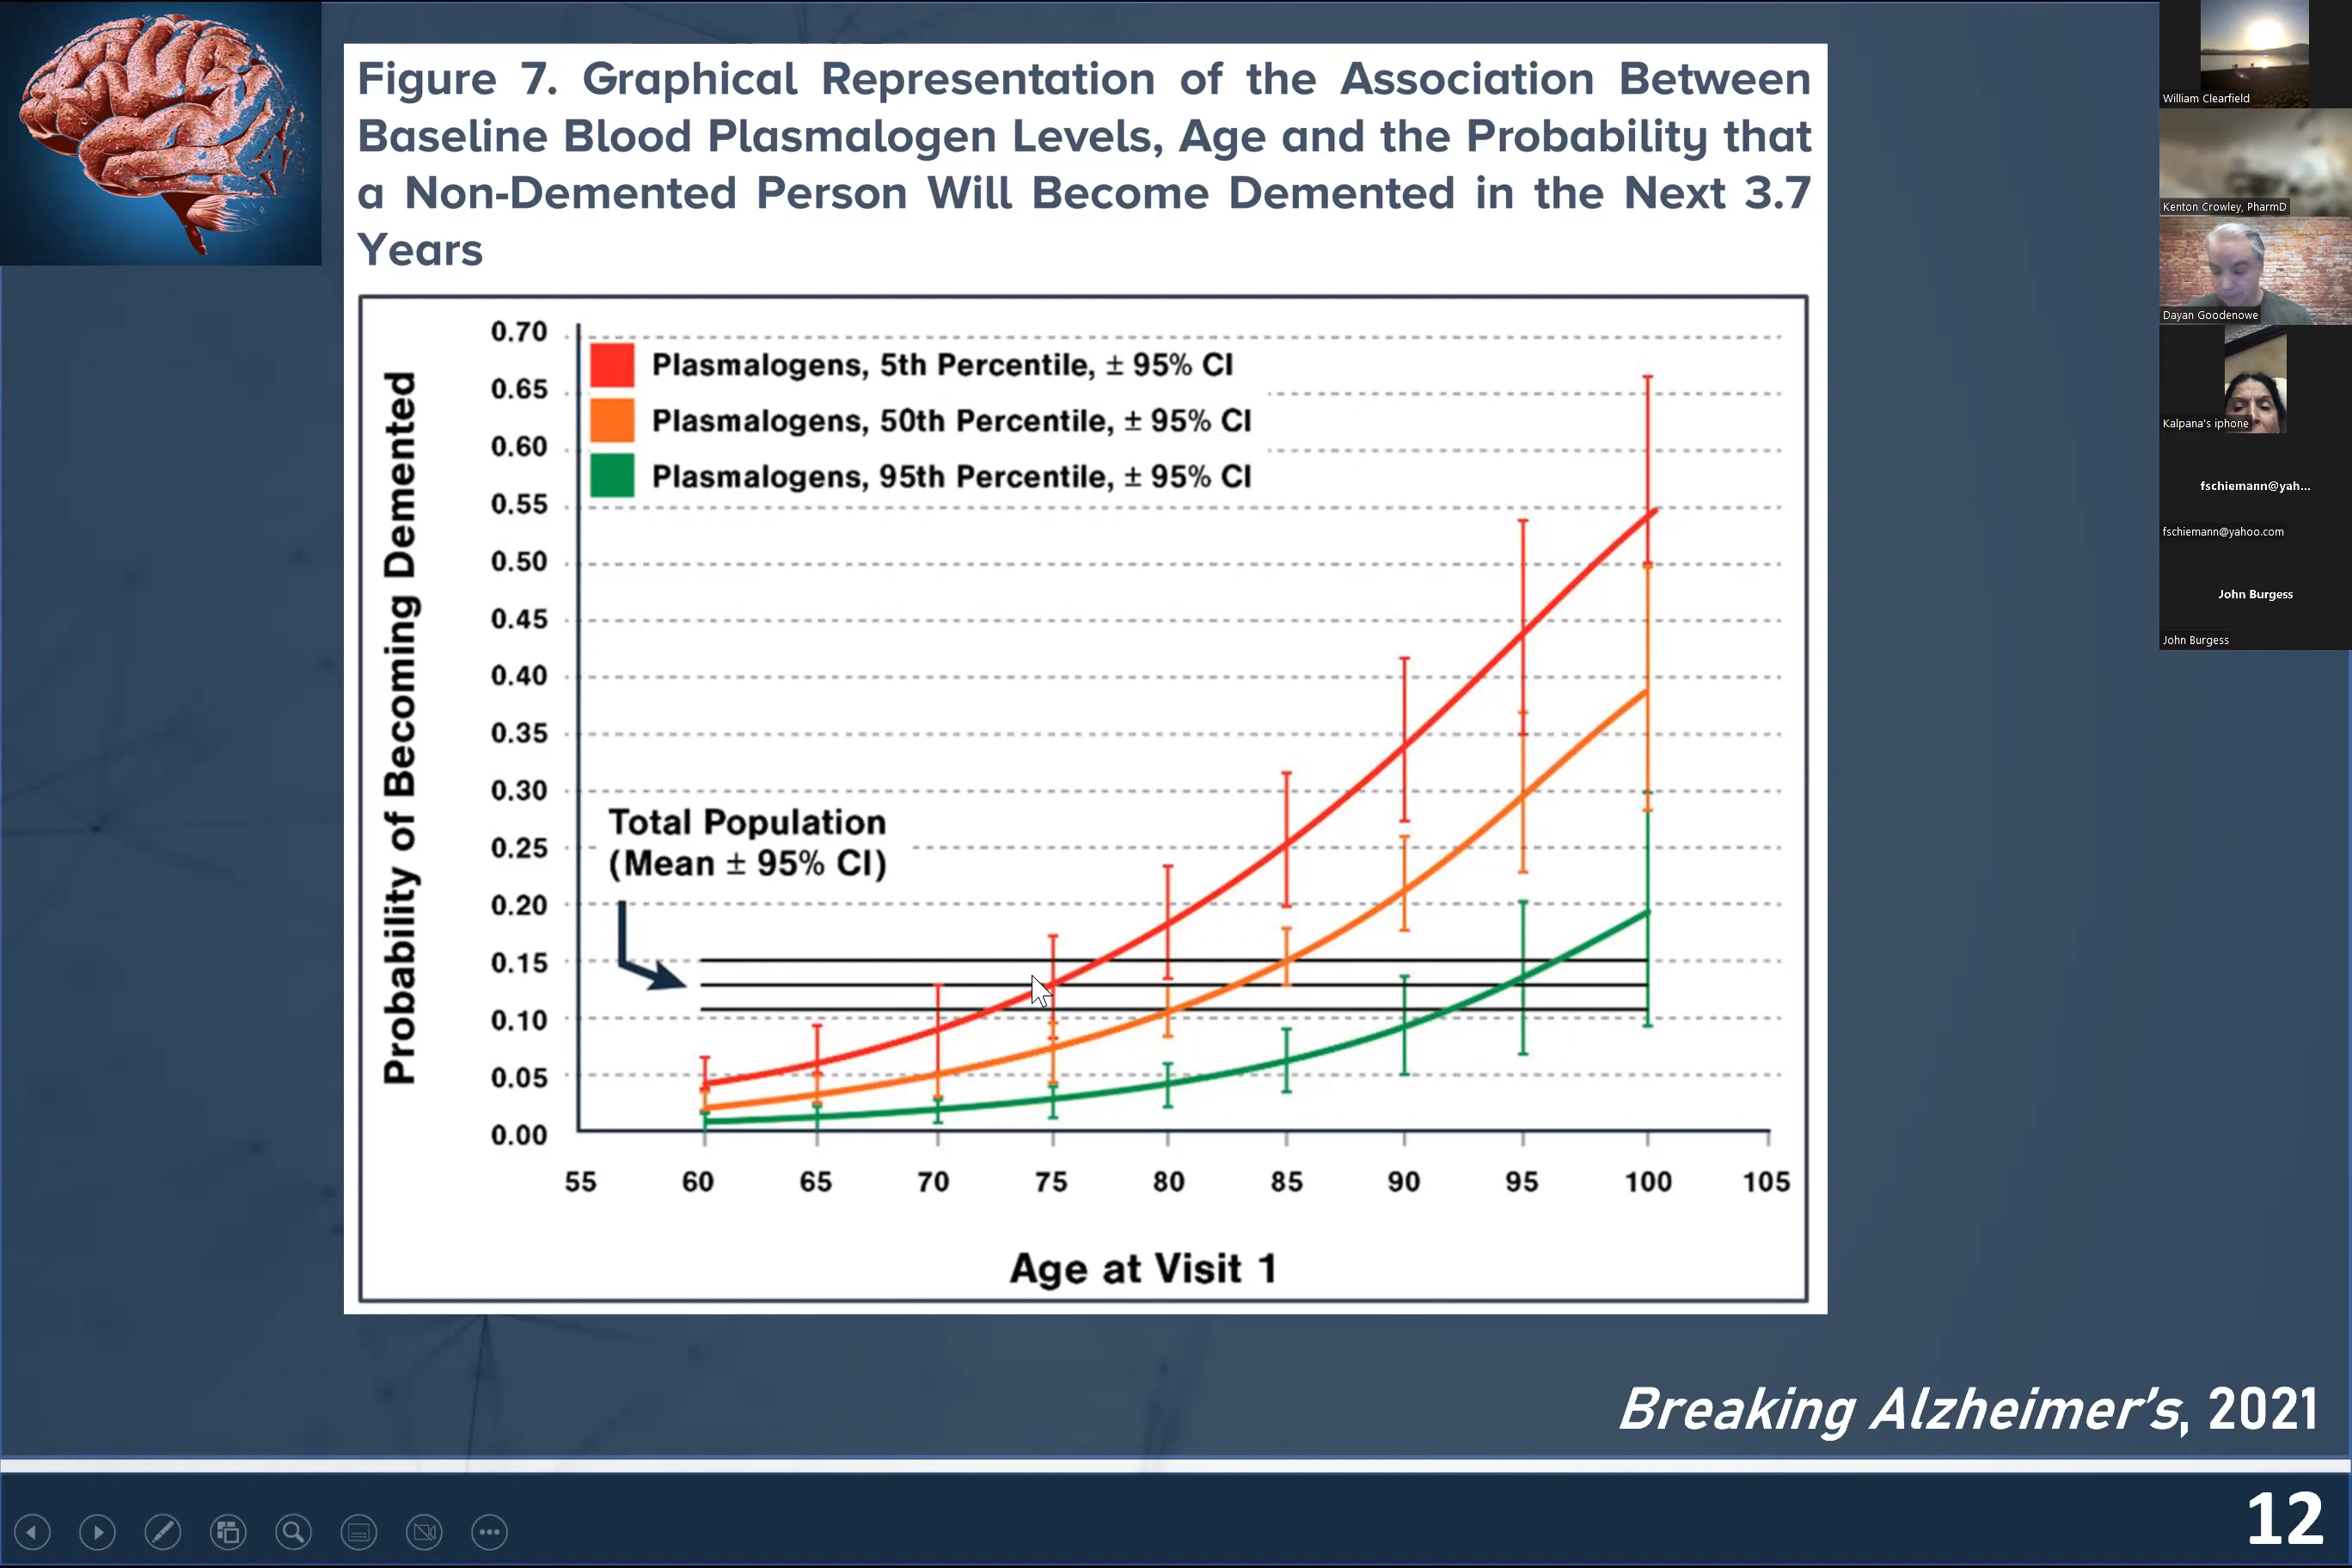 Figure 7. Graphical Representation of the Association Between
Baseline Blood Plasmalogen Levels, Age and the Probability that
a Non-Demented Person Will Become Demented in the Next 3.7
Years
Probability of Becoming Demented
0.70
0.65
0.60
0.55
0.50
0.45
0.40
0.35
0.30
0.25
0.20
0.15
0.10
0.05
0.00
Plasmalogens, 5th Percentile, ± 95% CI
Plasmalogens, 50th Percentile, ± 95% CI
Plasmalogens, 95th Percentile, ± 95% CI
Total Population
(Mean ± 95% CI)
55 60 65 70 75 80 85 90 95 100 105
Age at Visit 1
Breaking Alzheimer's, 2021
12
William Clearfield
Kenton Crowley, PharmD
Dayan Goodenowe
Kalpana's iphone
fschiemann@yah...
fschiemann@yahoo.com
John Burgess
John Burgess